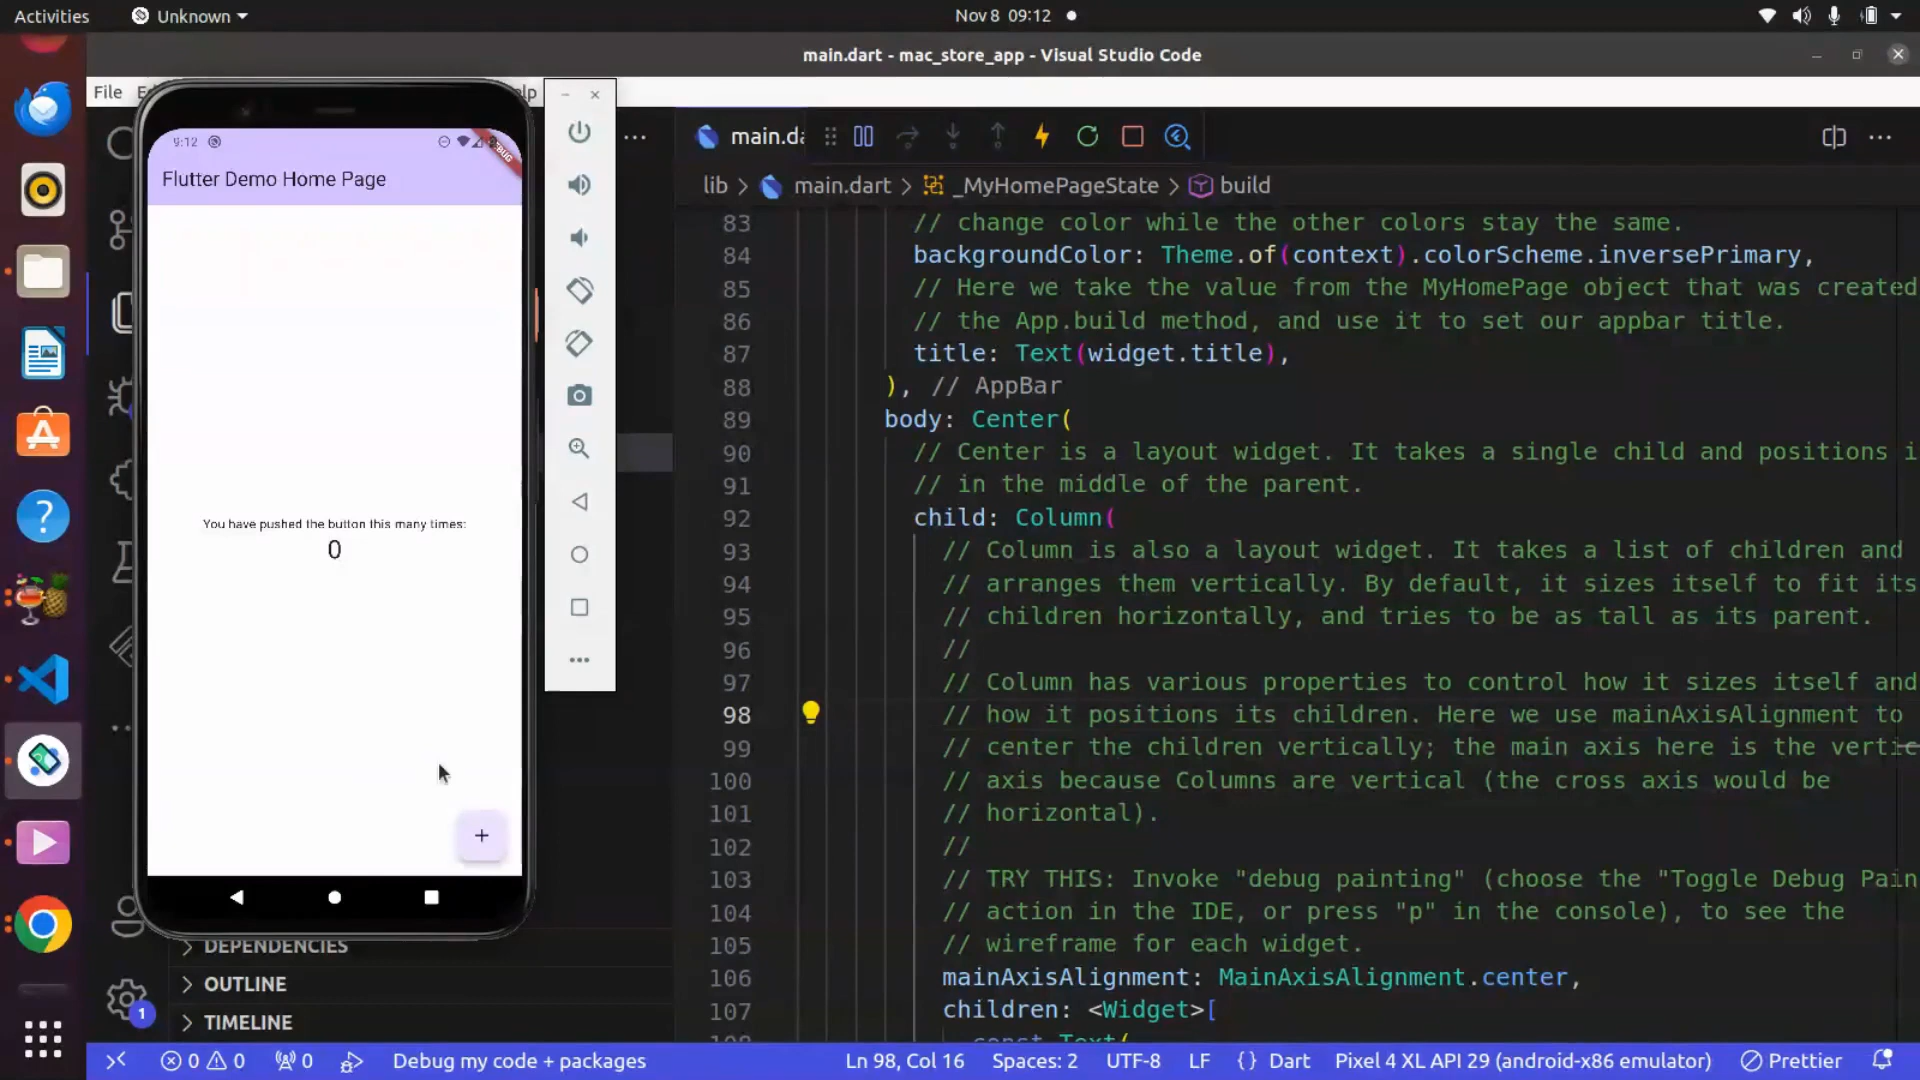 Activities
Unknown
Nov 8 09:12
main.dart - mac_store_app - Visual Studio Code
File
9:12
Flutter Demo Home Page
You have pushed the button this many times:
0
+
DEPENDENCIES
OUTLINE
TIMELINE
1
main.da
lib > main.dart > _MyHomePageState > build
83 // change color while the other colors stay the same.
84 backgroundColor: Theme.of(context).colorScheme.inversePrimary,
85 // Here we take the value from the MyHomePage object that was created
86 // the App.build method, and use it to set our appbar title.
87 title: Text(widget.title),
88 ), // AppBar
89 body: Center(
90 // Center is a layout widget. It takes a single child and positions i
91 // in the middle of the parent.
92 child: Column(
93 // Column is also a layout widget. It takes a list of children and
94 // arranges them vertically. By default, it sizes itself to fit its
95 // children horizontally, and tries to be as tall as its parent.
96 //
97 // Column has various properties to control how it sizes itself and
98 // how it positions its children. Here we use mainAxisAlignment to
99 // center the children vertically; the main axis here is the vertic
100 // axis because Columns are vertical (the cross axis would be
101 // horizontal).
102 //
103 // TRY THIS: Invoke "debug painting" (choose the "Toggle Debug Pain
104 // action in the IDE, or press "p" in the console), to see the
105 // wireframe for each widget.
106 mainAxisAlignment: MainAxisAlignment.center,
107 children: <Widget>[
108 const Text(
0 0 0 Debug my code + packages
Ln 98, Col 16 Spaces: 2 UTF-8 LF {} Dart Pixel 4 XL API 29 (android-x86 emulator) Prettier